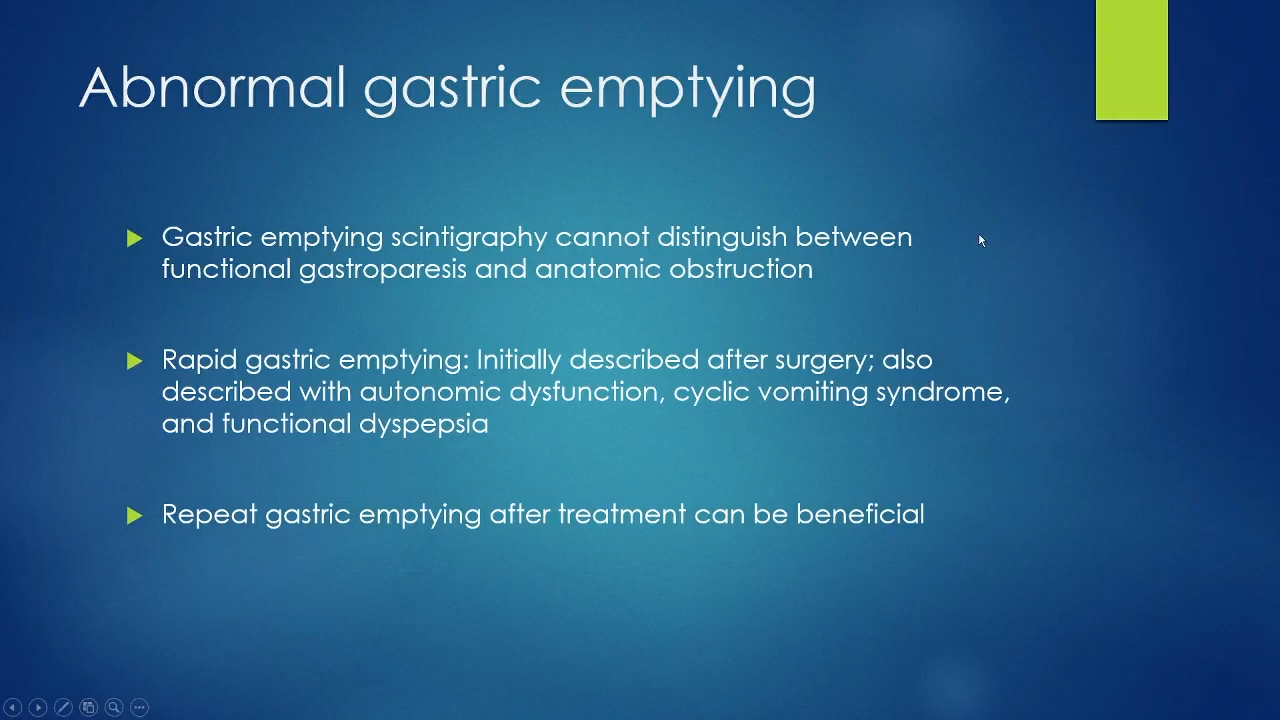 Abnormal gastric emptying
Gastric emptying scintigraphy cannot distinguish between
functional gastroparesis and anatomic obstruction
Rapid gastric emptying: Initially described after surgery; also
described with autonomic dysfunction, cyclic vomiting syndrome,
and functional dyspepsia
Repeat gastric emptying after treatment can be beneficial